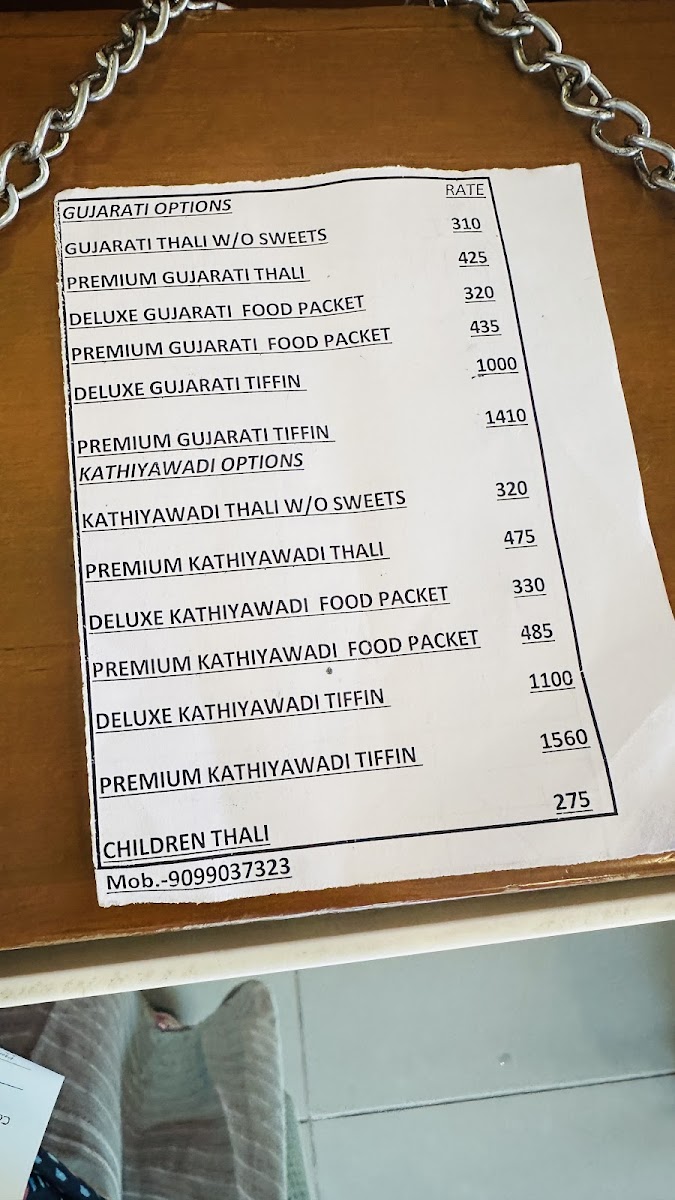 GUJARATI OPTIONS RATE
GUJARATI THALI W/O SWEETS 310
PREMIUM GUJARATI THALI 425
DELUXE GUJARATI FOOD PACKET 320
PREMIUM GUJARATI FOOD PACKET 435
DELUXE GUJARATI TIFFIN 1000
PREMIUM GUJARATI TIFFIN 1410
KATHIYAWADI OPTIONS
KATHIYAWADI THALI W/O SWEETS 320
PREMIUM KATHIYAWADI THALI 475
DELUXE KATHIYAWADI FOOD PACKET 330
PREMIUM KATHIYAWADI FOOD PACKET 485
DELUXE KATHIYAWADI TIFFIN 1100
PREMIUM KATHIYAWADI TIFFIN 1560
CHILDREN THALI 275
Mob.-9099037323